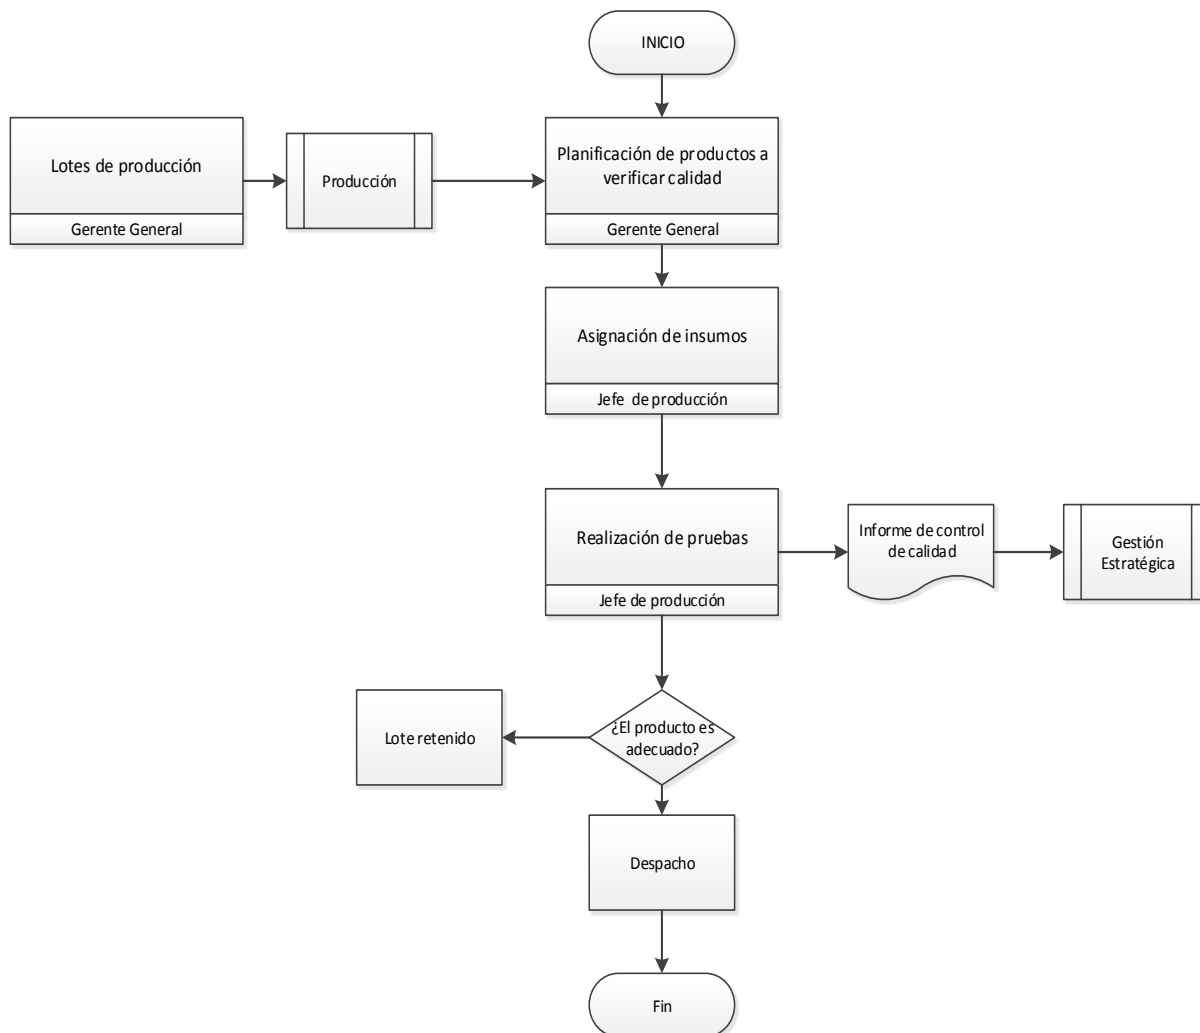 INICIO
Lotes de producción
Gerente General
Producción
Planificación de productos a
verificar calidad
Gerente General
Asignación de insumos
Jefe de producción
Realización de pruebas
Jefe de producción
Informe de control
de calidad
Gestión
Estratégica
¿El producto es
adecuado?
Lote retenido
Despacho
Fin